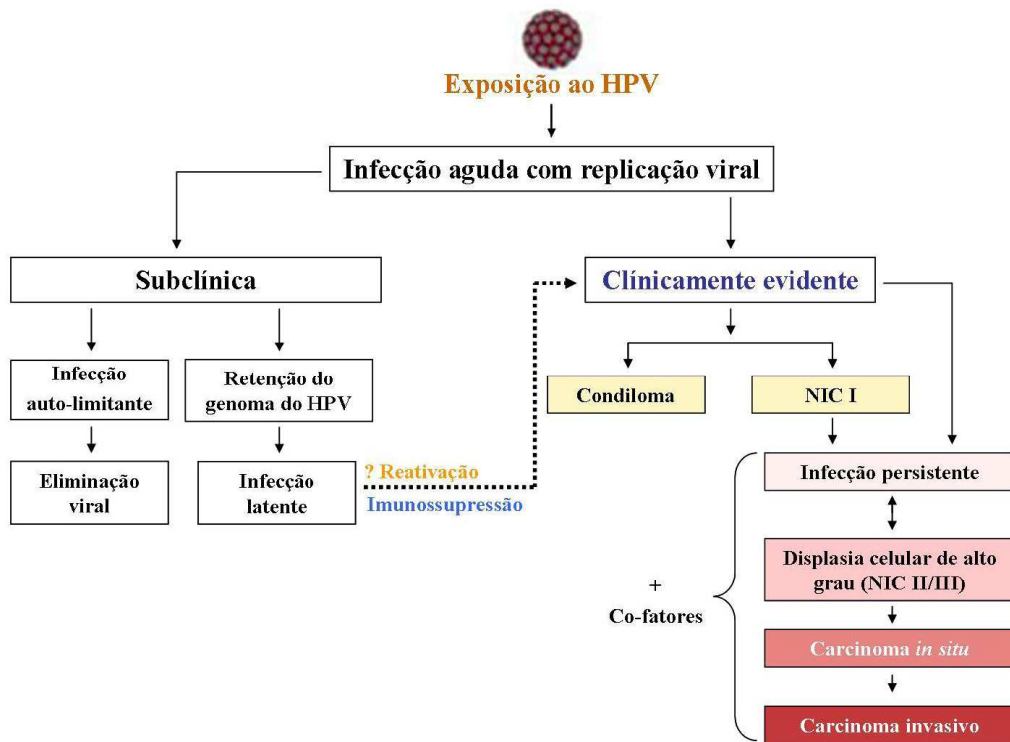 Exposição ao HPV
Infecção aguda com replicação viral
Subclínica
Clínicamente evidente
Infecção
auto-limitante
Retenção do
genoma do HPV
Condiloma
NIC I
Eliminação
viral
Infecção
latente
? Reativação
Imunossupressão
Infecção persistente
Displasia celular de alto
grau (NIC II/III)
+
Co-fatores
Carcinoma in situ
Carcinoma invasivo